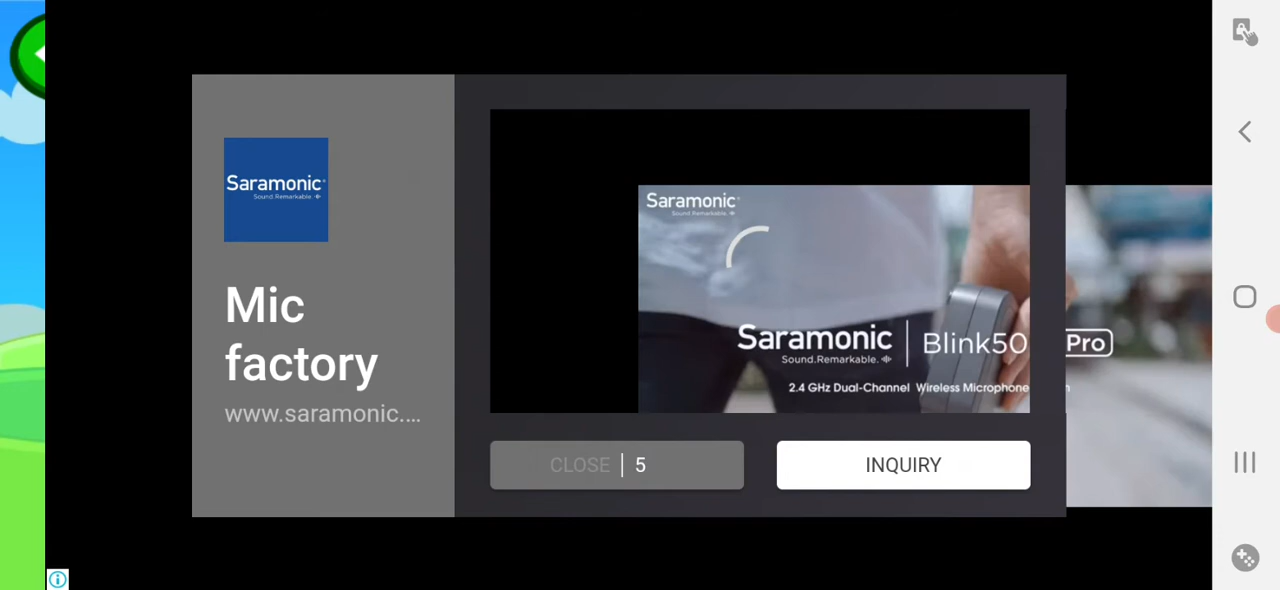 Saramonic
Sound.Remarkable.
Mic
factory
www.saramonic....
Saramonic
Sound.Remarkable.
Saramonic | Blink50 Pro
Sound.Remarkable.
2.4 GHz Dual-Channel Wireless Microphone
CLOSE | 5
INQUIRY